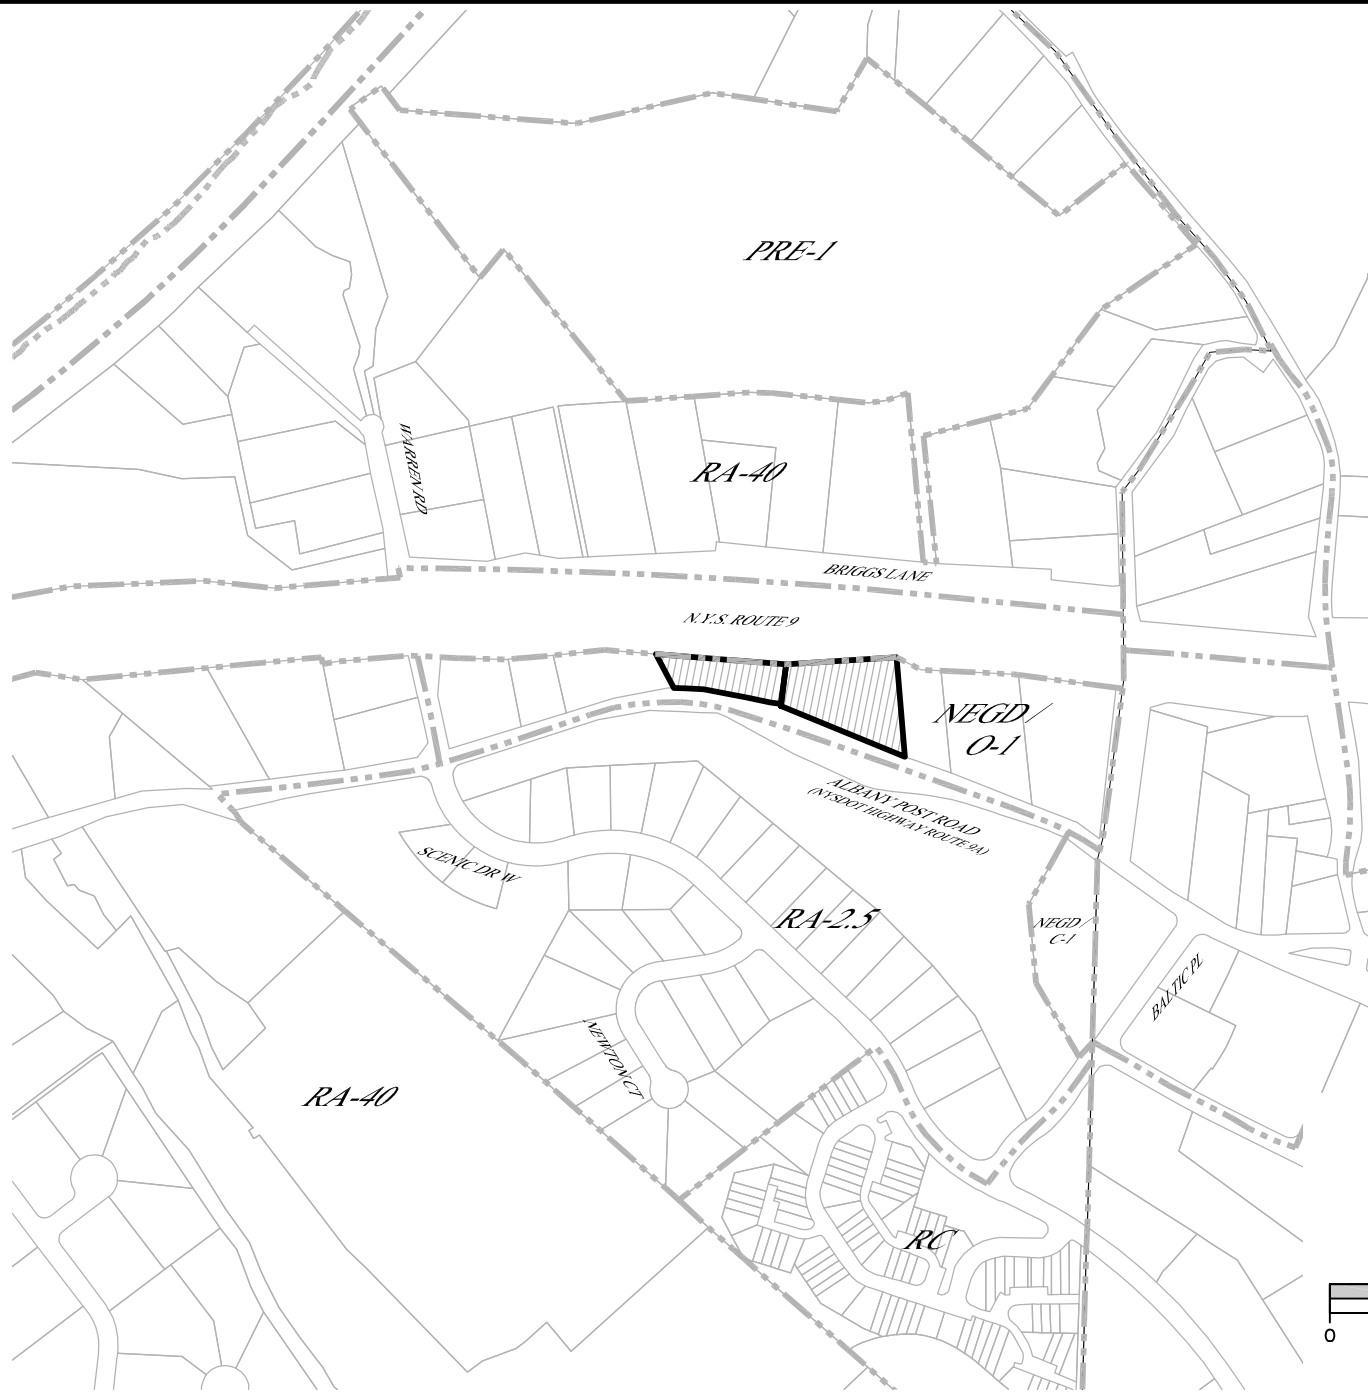 PRE-1
WARREN RD
RA-40
BRIGGS LANE
N.Y.S. ROUTE 9
NEGD /
O-1
ALBANY POST ROAD
(NYSDOT HIGHWAY ROUTE 9A)
SCENIC DR W
RA-2.5
NEGD /
C-1
BALTIC PL
NEWTON CT
RA-40
RC
0